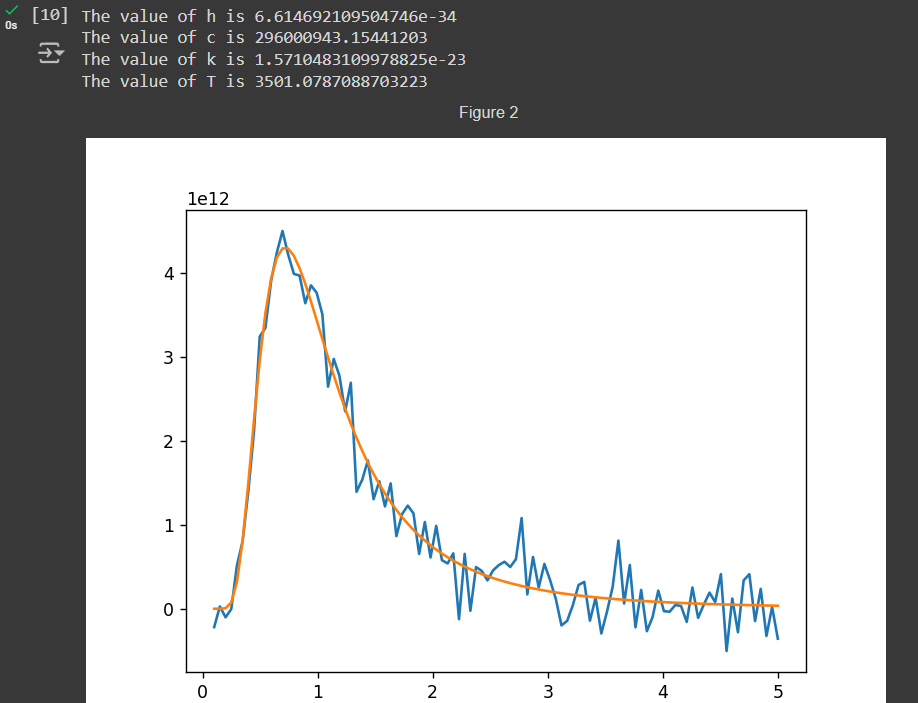 [10] The value of h is 6.614692109504746e-34
0s
The value of c is 296000943.15441203
The value of k is 1.5710483109978825e-23
The value of T is 3501.0787088703223
Figure 2
1e12
4
3
2
1
0
0 1 2 3 4 5